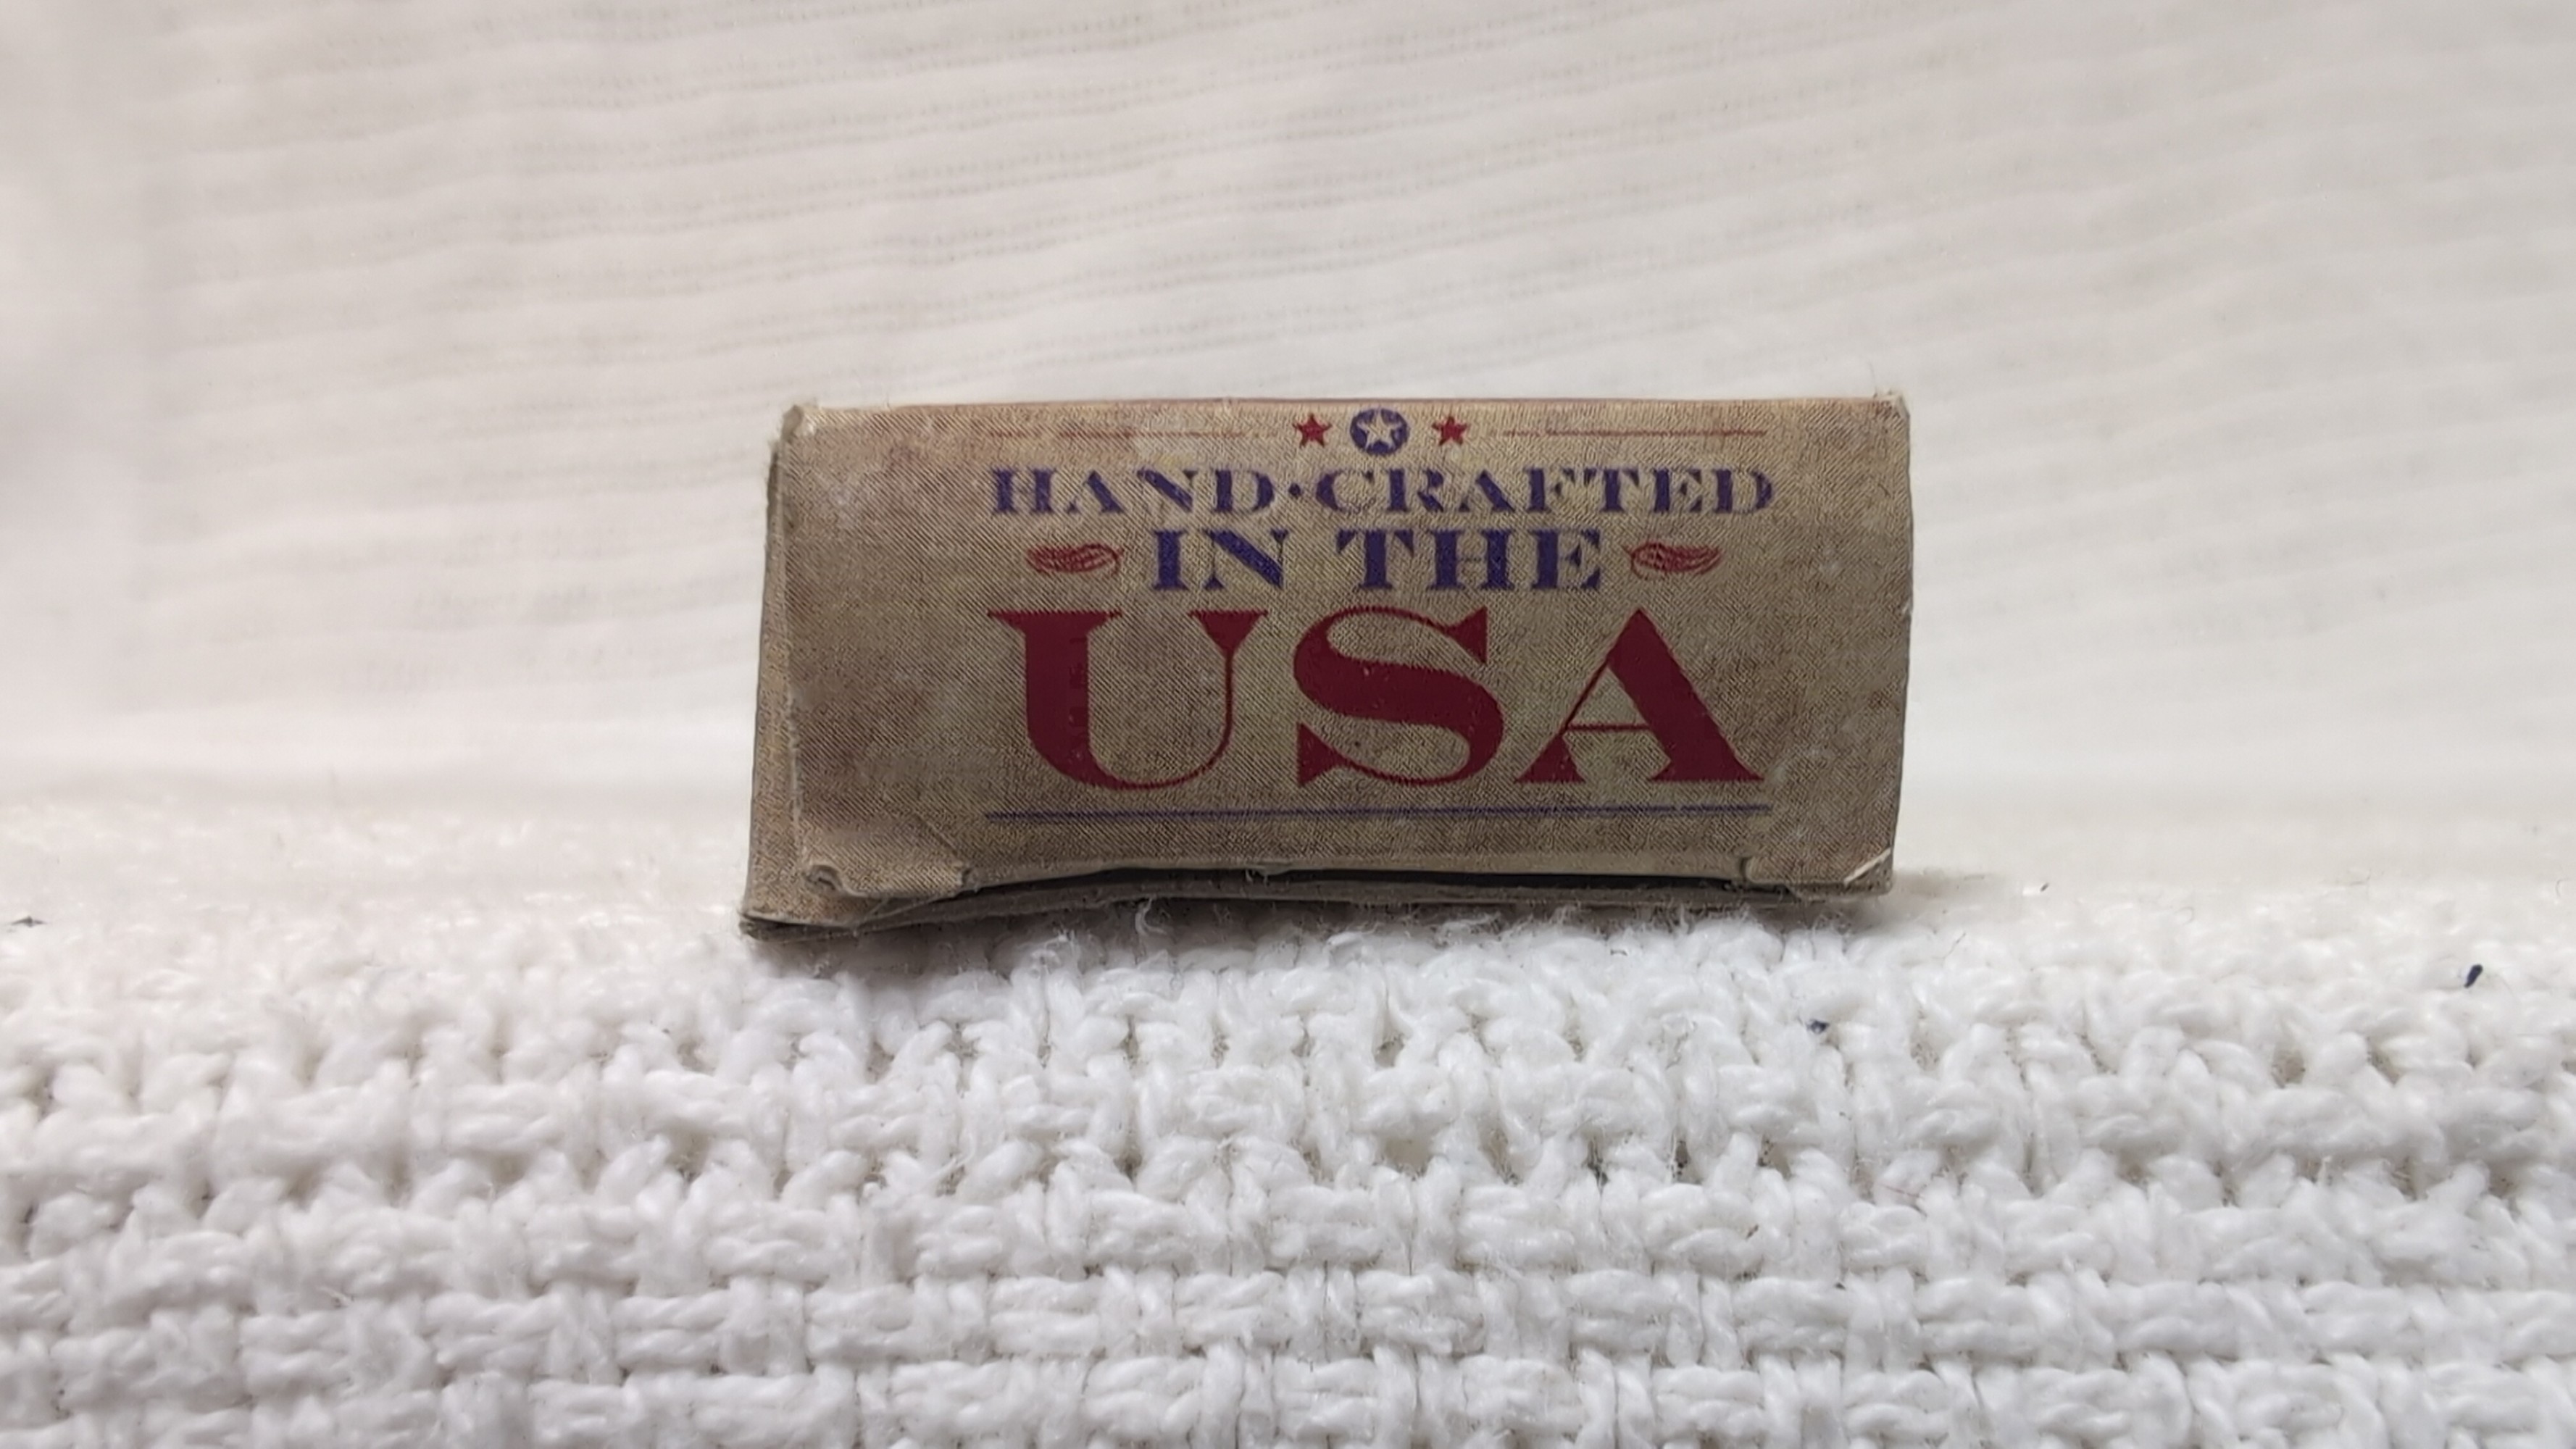 HAND·CRAFTED
IN THE
USA